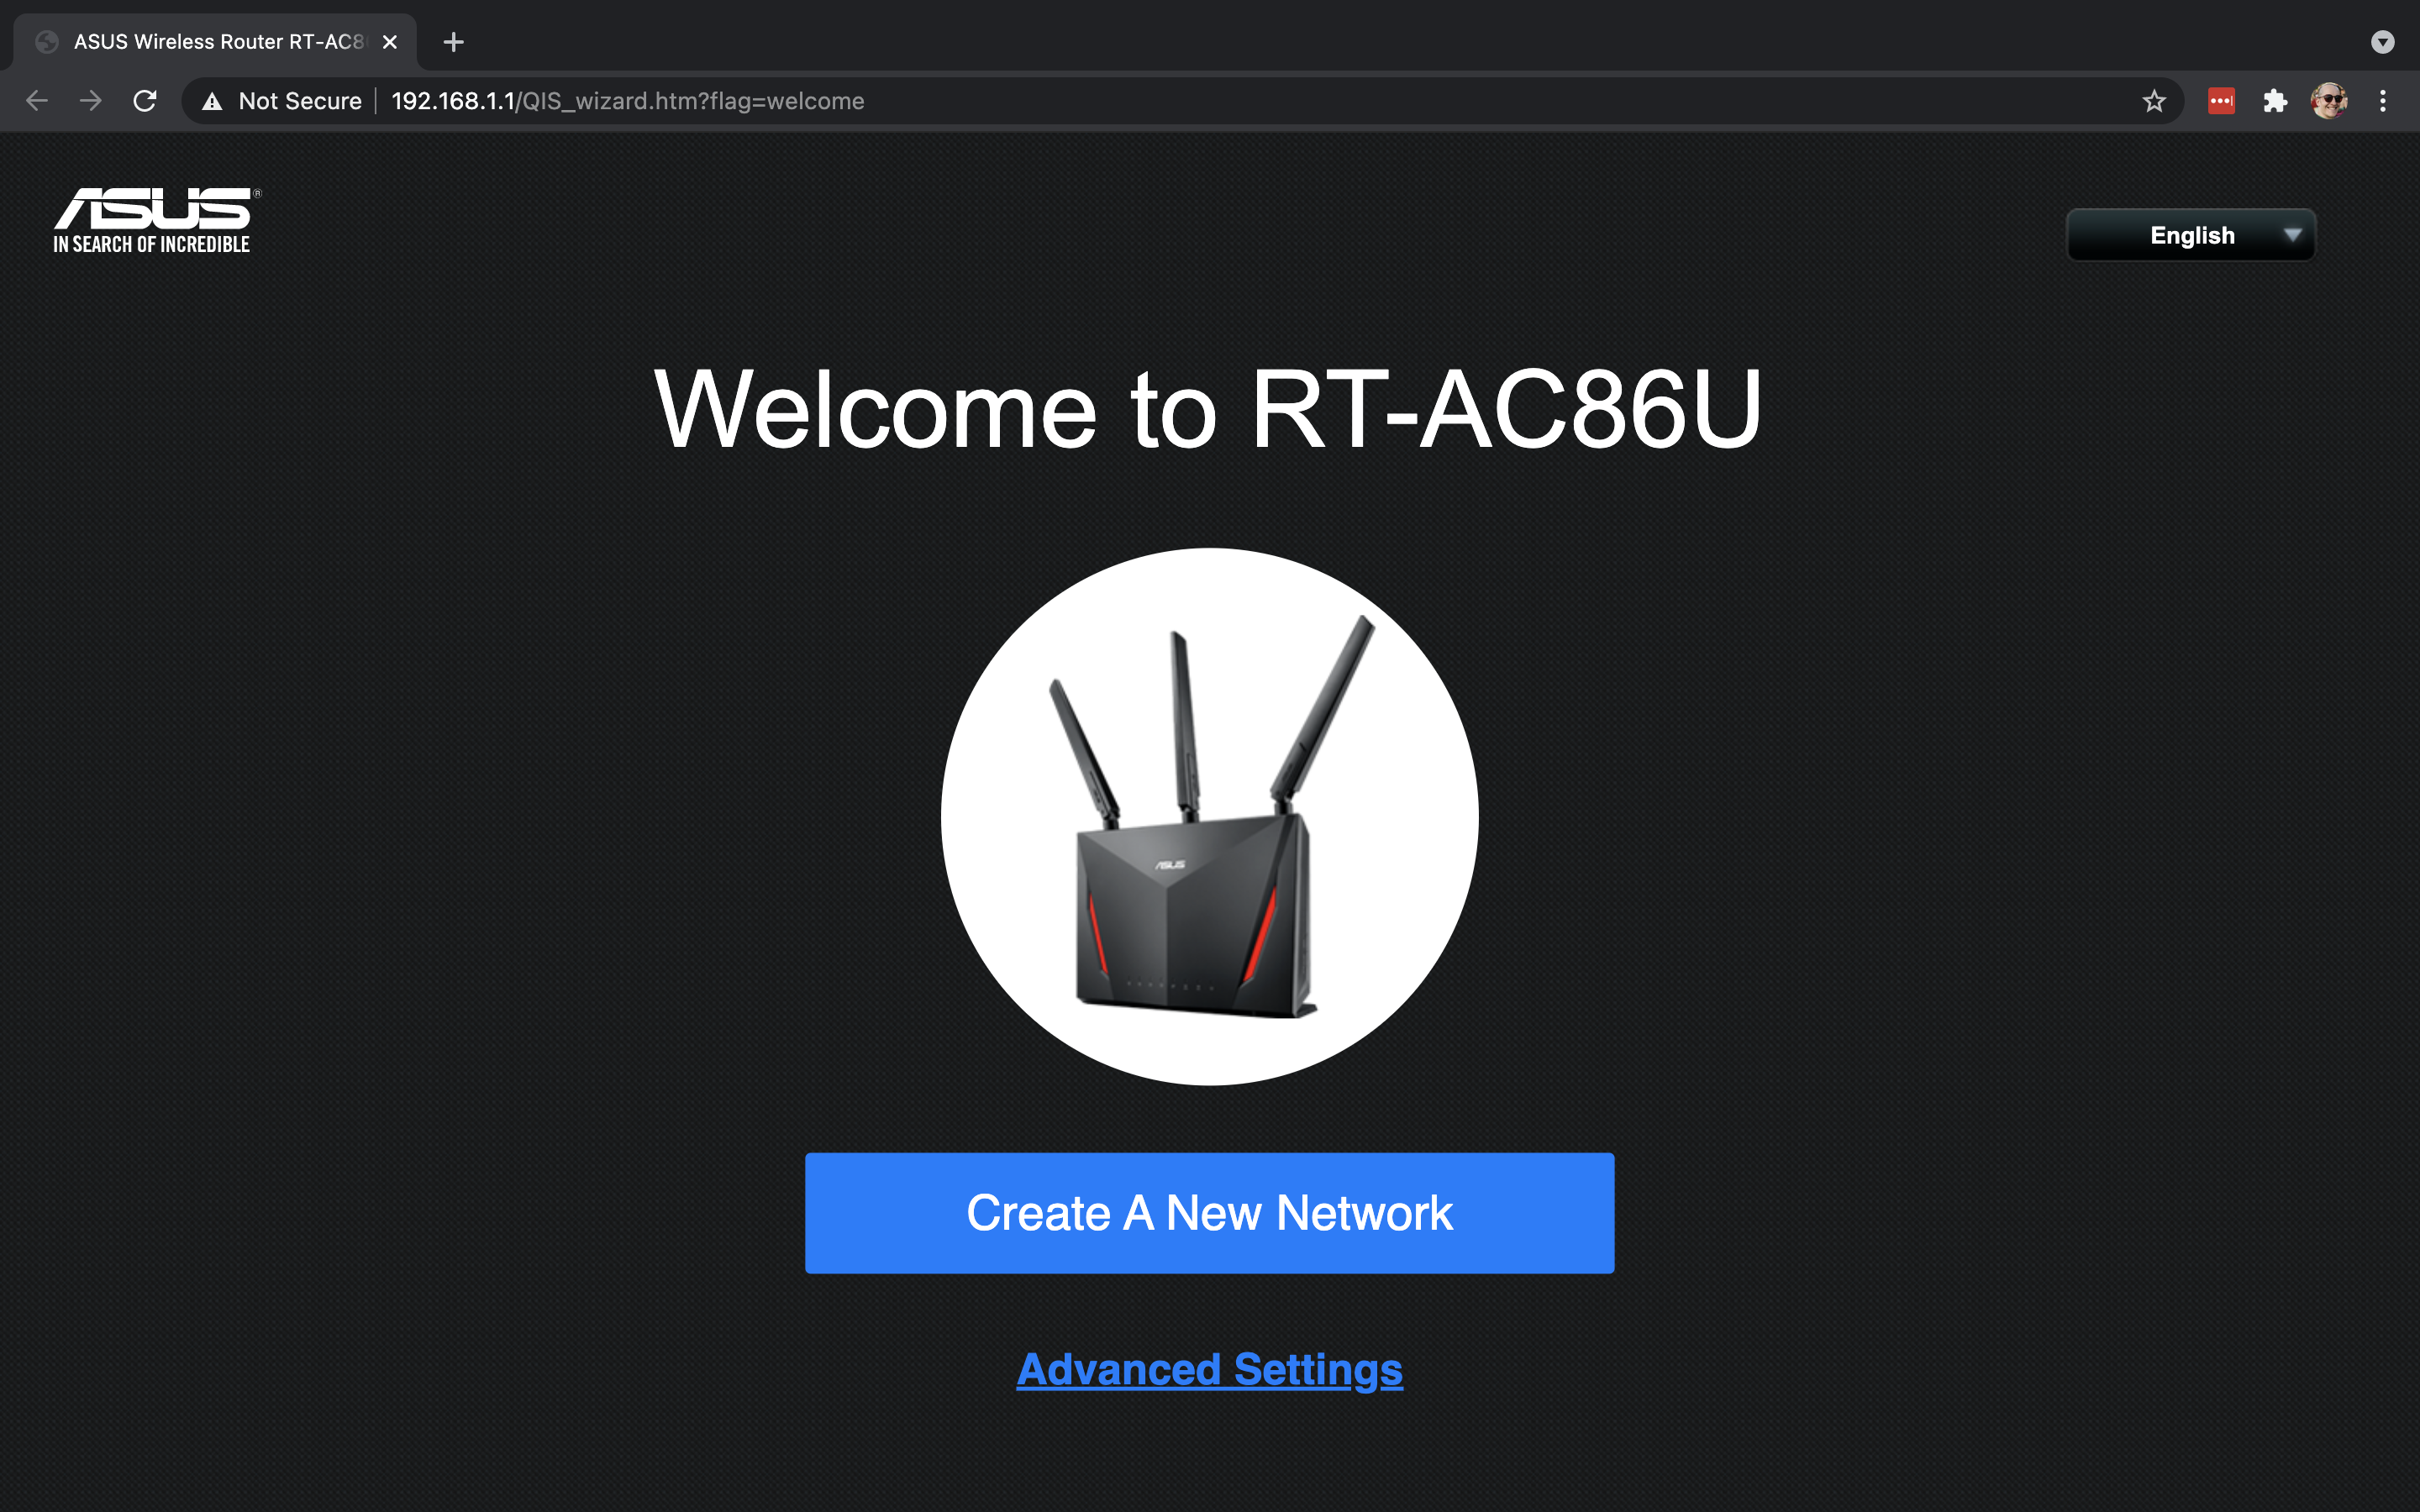 ASUS Wireless Router RT-AC8
Not Secure 192.168.1.1/QIS_wizard.htm?flag=welcome
ASUS®
IN SEARCH OF INCREDIBLE
English
Welcome to RT-AC86U
ASUS
Create A New Network
Advanced Settings